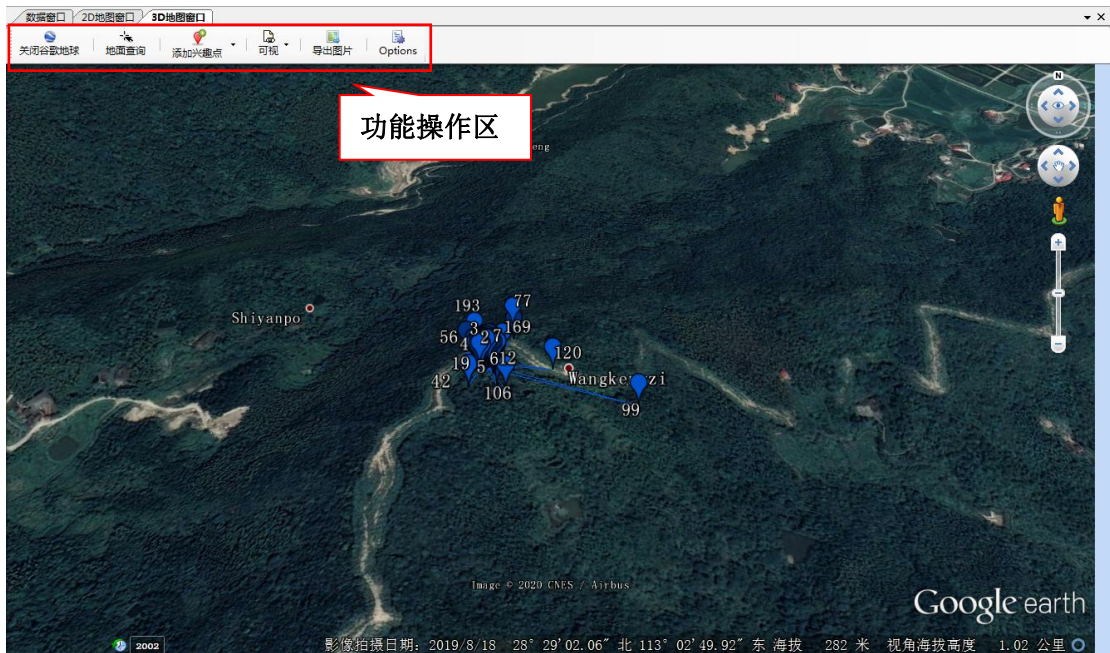 数据窗口 2D地图窗口 3D地图窗口
关闭谷歌地球 地面查询 添加兴趣点 可视 导出图片 Options
功能操作区
eng
N
Shiyanpo
193
77
56
3
2
7
169
4
19
5
612
120
42
106
99
Image © 2020 CNES / Airbus
Google earth
2002
影像拍摄日期: 2019/8/18 28° 29'02.06" 北 113° 02'49.92" 东 海拔 282 米 视角海拔高度 1.02 公里